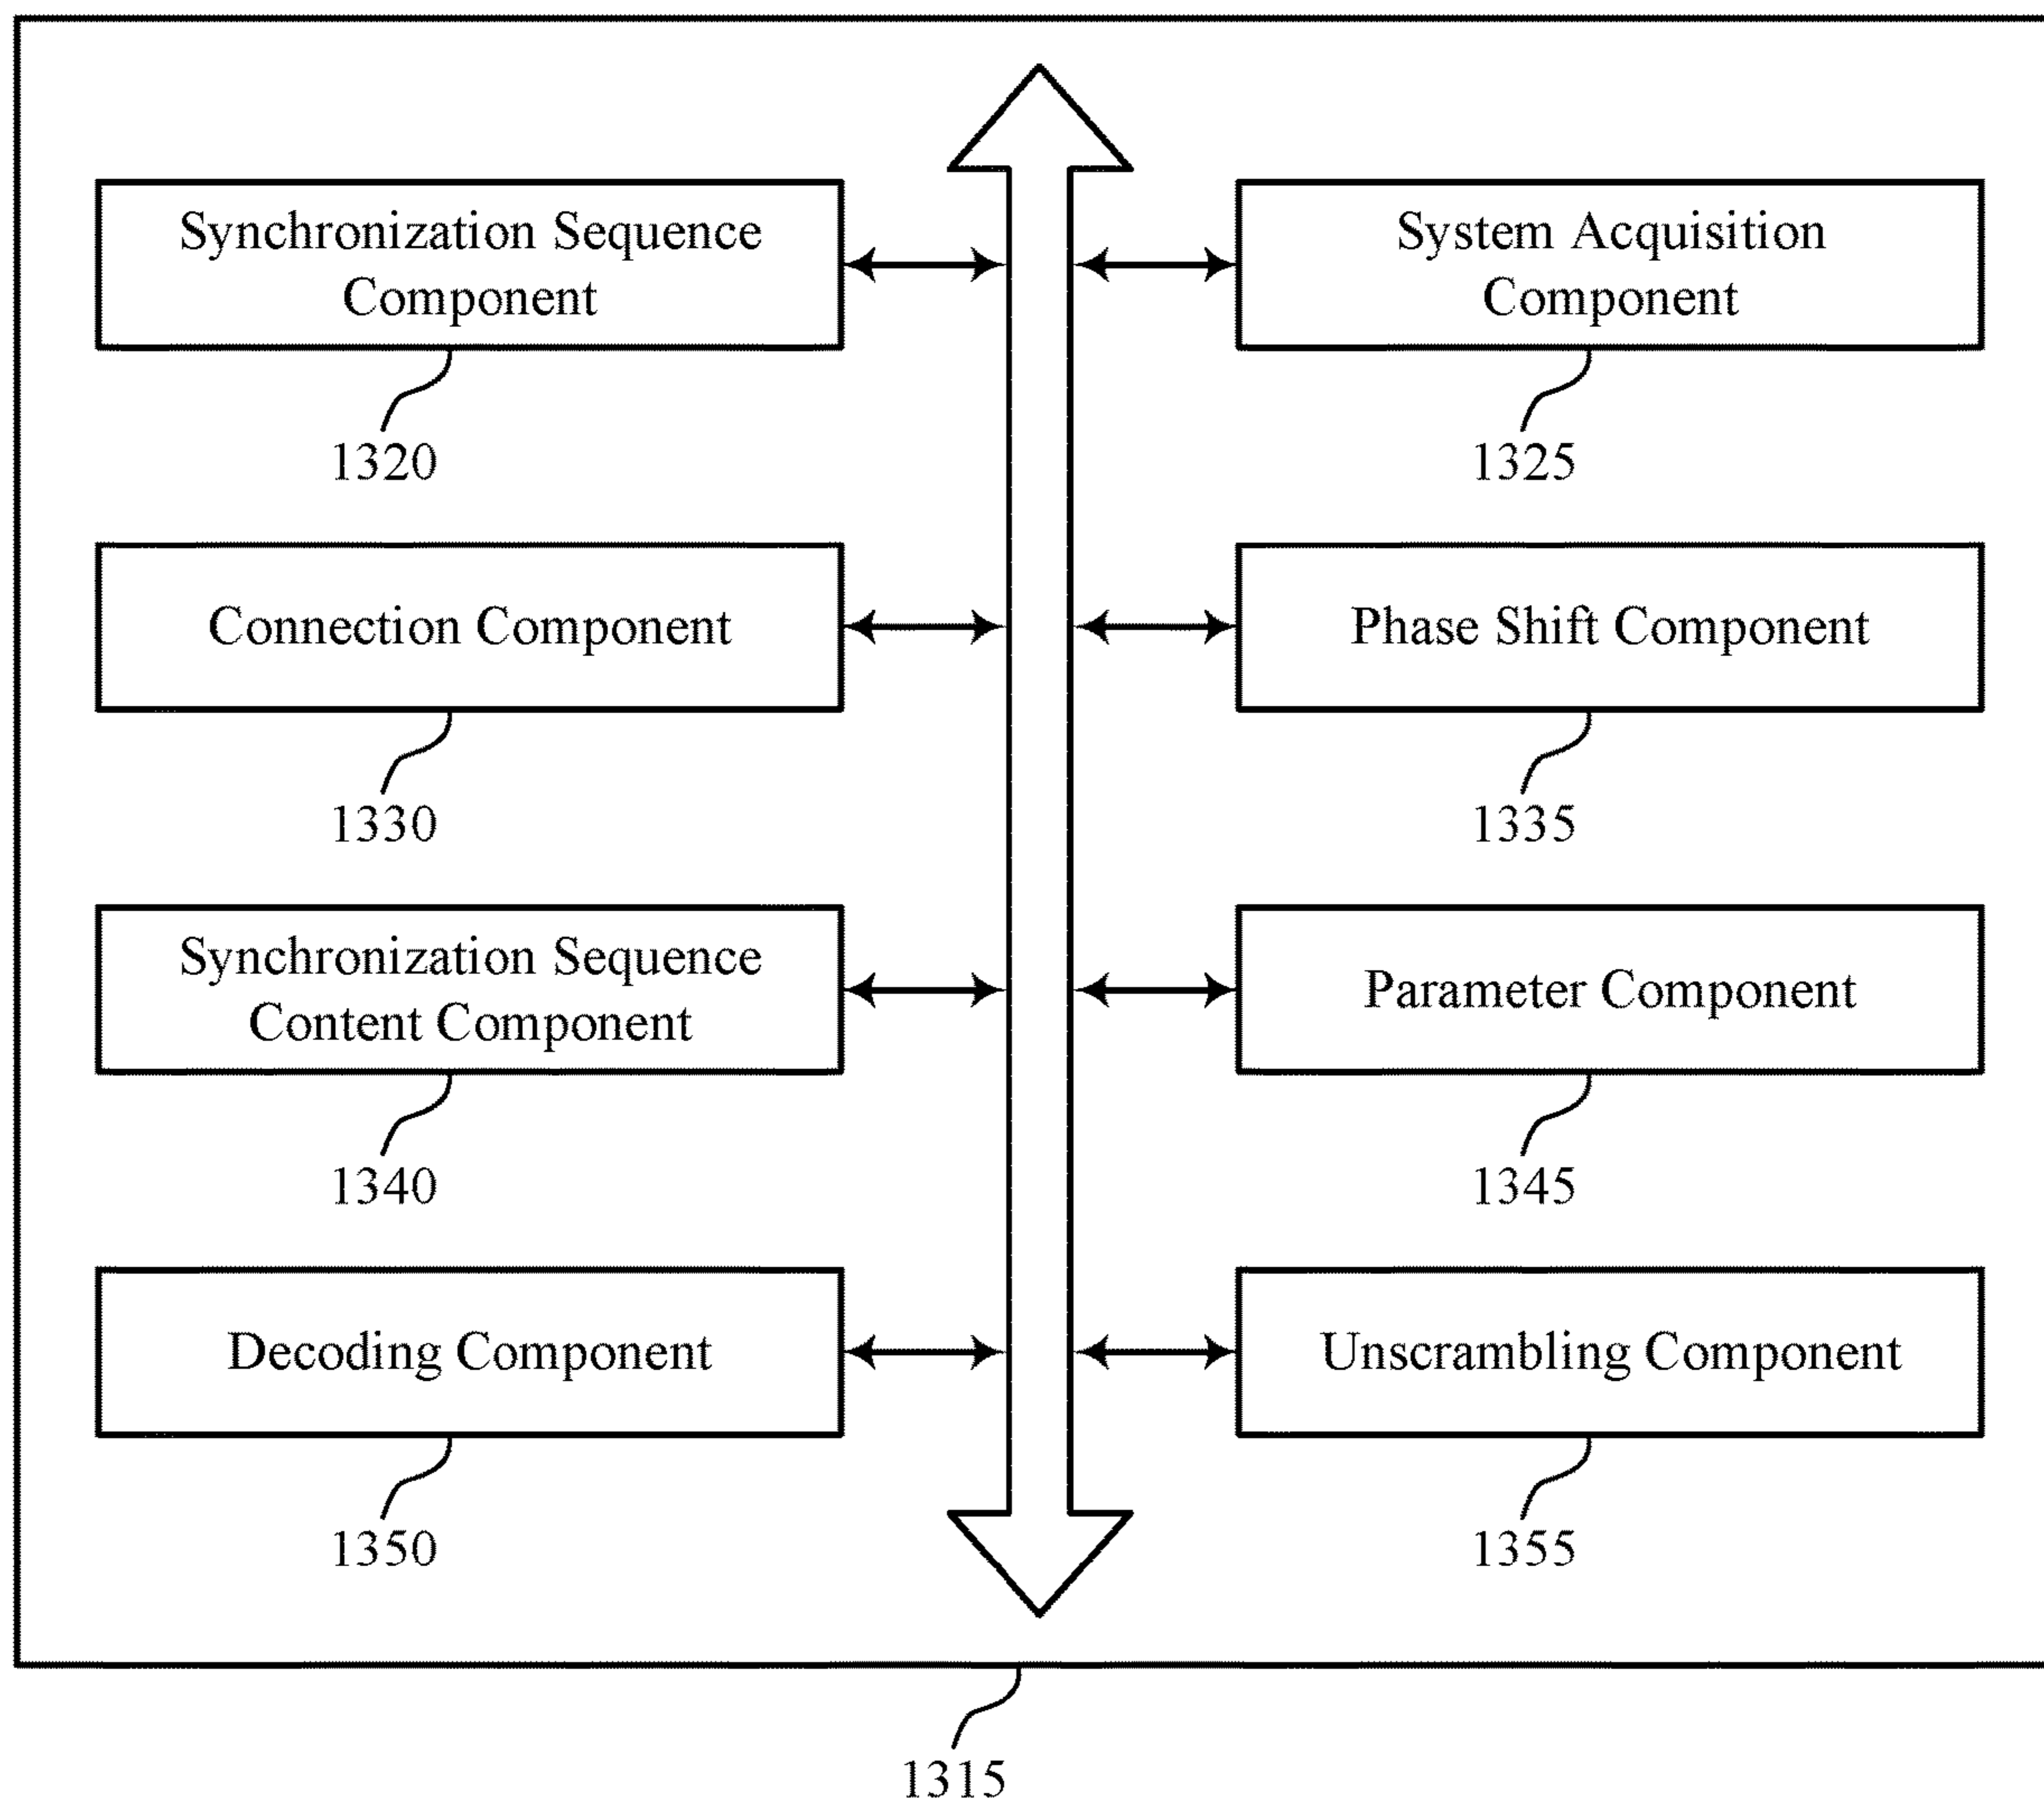 Synchronization Sequence
Component
1320
System Acquisition
Component
1325
Connection Component
1330
Phase Shift Component
1335
Synchronization Sequence
Content Component
1340
Parameter Component
1345
Decoding Component
1350
Unscrambling Component
1355
1315